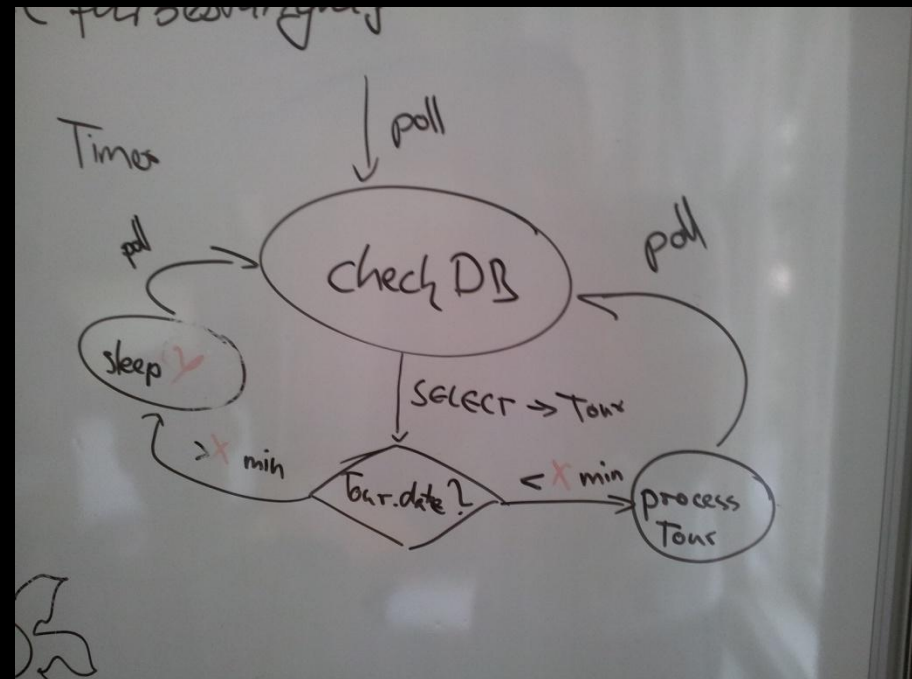 poll
Timer
poll
poll
check DB
sleep Y
SELECT → Tour
> X min
Tour.date?
< X min
process
Tour